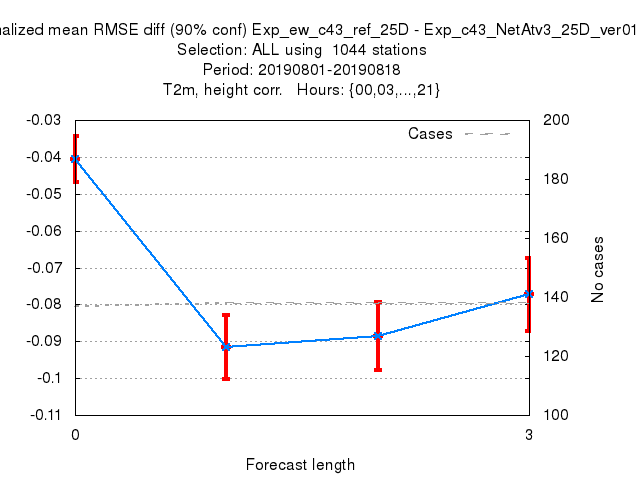 nalized mean RMSE diff (90% conf) Exp_ew_c43_ref_25D - Exp_c43_NetAtv3_25D_ver01
Selection: ALL using  1044 stations
Period: 20190801-20190818
T2m, height corr.   Hours: {00,03,...,21}
-0.03
-0.04
-0.05
-0.06
-0.07
-0.08
-0.09
-0.1
-0.11
Cases
200
180
160
140
120
100
No cases
0
3
Forecast length